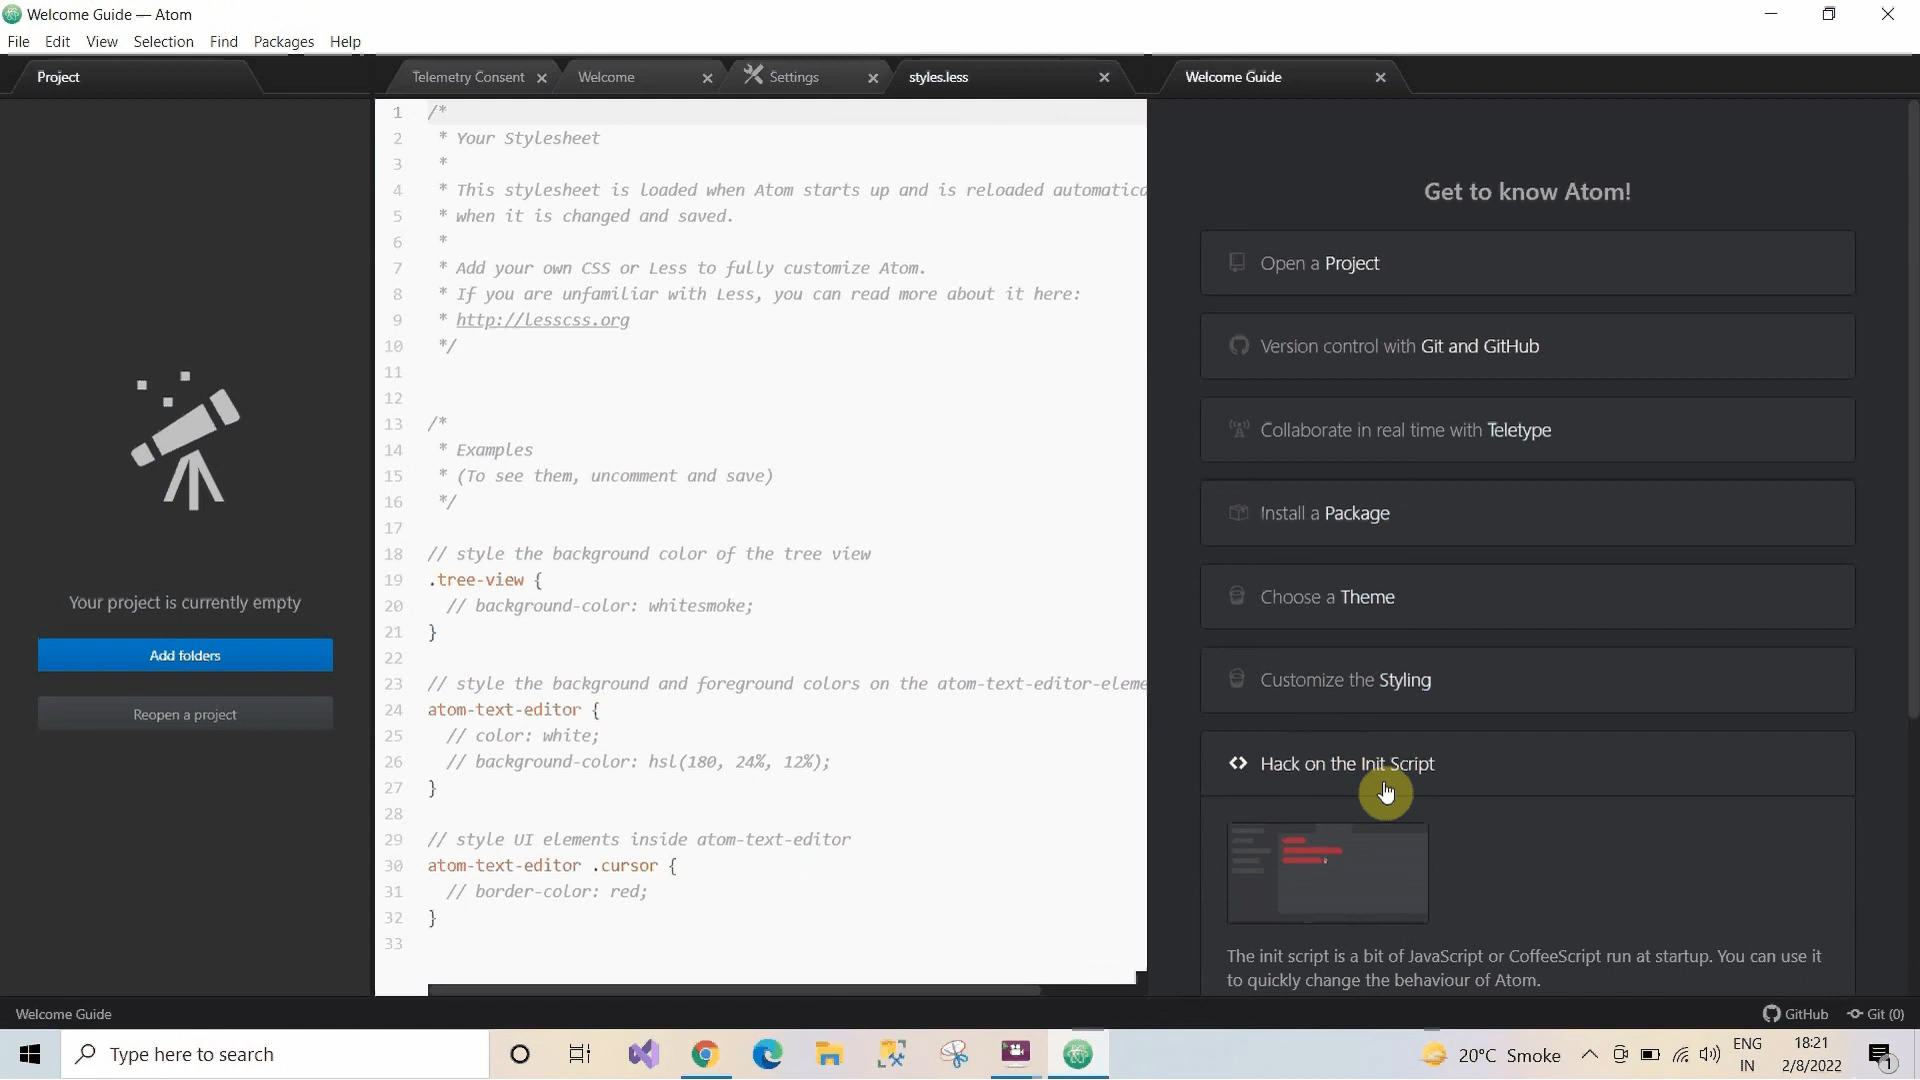 Welcome Guide — Atom
File Edit View Selection Find Packages Help
Project
Telemetry Consent
Welcome
Settings
styles.less
Welcome Guide
Your project is currently empty
Add folders
Reopen a project
1 /*
2 * Your Stylesheet
3 *
4 * This stylesheet is loaded when Atom starts up and is reloaded
5 * when it is changed and saved.
6 *
7 * Add your own CSS or Less to fully customize Atom.
8 * If you are unfamiliar with Less, you can read more about it here:
9 * http://lesscss.org
10 */
11
12
13 /*
14 * Examples
15 * (To see them, uncomment and save)
16 */
17
18 // style the background color of the tree view
19 .tree-view {
20 // background-color: whitesmoke;
21 }
22
23 // style the background and foreground colors on the atom-text-editor-eleme
24 atom-text-editor {
25 // color: white;
26 // background-color: hsl(180, 24%, 12%);
27 }
28
29 // style UI elements inside atom-text-editor
30 atom-text-editor .cursor {
31 // border-color: red;
32 }
33
Get to know Atom!
Open a Project
Version control with Git and GitHub
Collaborate in real time with Teletype
Install a Package
Choose a Theme
Customize the Styling
Hack on the Init Script
The init script is a bit of JavaScript or CoffeeScript run at startup. You can use it
to quickly change the behaviour of Atom.
Welcome Guide
GitHub
Git (0)
Type here to search
20°C Smoke
ENG
IN
18:21
2/8/2022
1